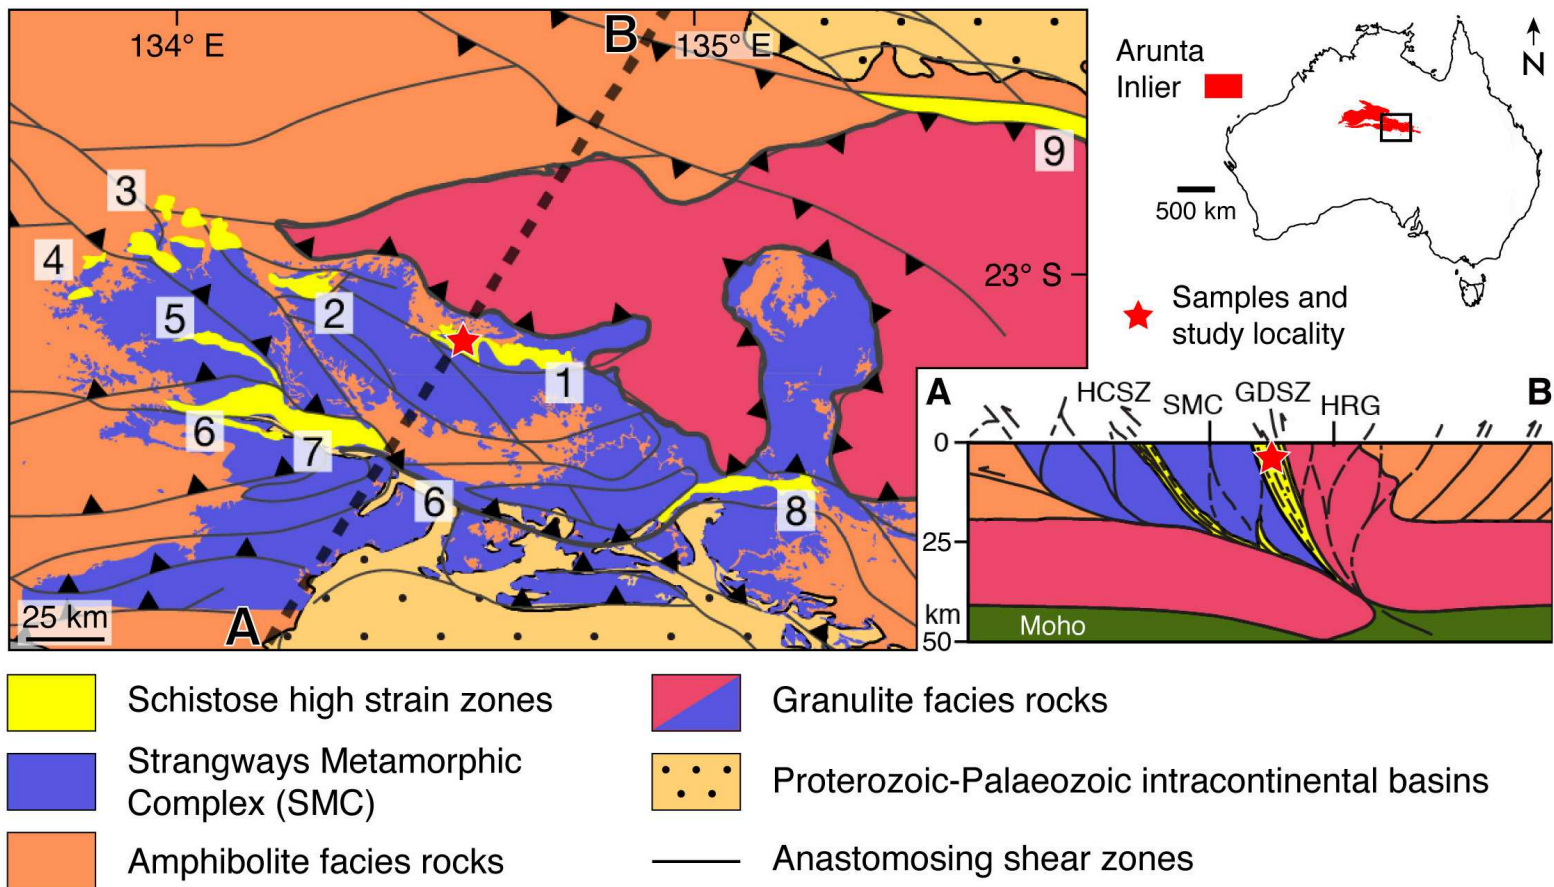 134° E
B
135° E
3
9
4
5
2
23° S
1
6
7
6
8
25 km
A
Arunta
Inlier
N
500 km
Samples and
study locality
A
HCSZ
SMC
GDSZ
HRG
B
0
25
km
50
Moho
Schistose high strain zones
Strangways Metamorphic
Complex (SMC)
Amphibolite facies rocks
Granulite facies rocks
Proterozoic-Palaeozoic intracontinental basins
Anastomosing shear zones